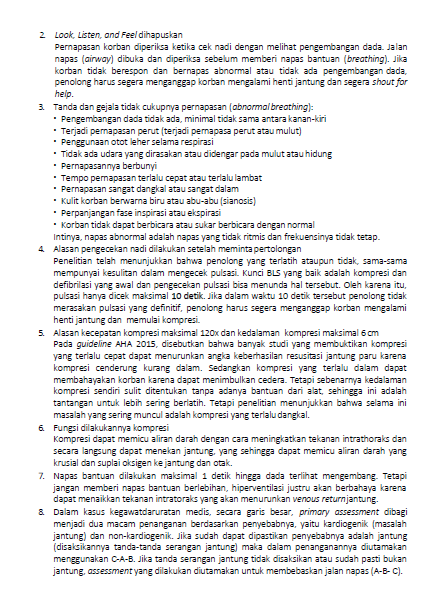 2. Look, Listen, and Feel dihapuskan
Pernapasan korban diperiksa ketika cek nadi dengan melihat pengembangan dada. Jalan
napas (airway) dibuka dan diperiksa sebelum memberi napas bantuan (breathing). Jika
korban tidak berespon dan bernapas abnormal atau tidak ada pengembangan dada,
penolong harus segera menganggap korban mengalami henti jantung dan segera shout for
help.
3. Tanda dan gejala tidak cukupnya pernapasan (abnormal breathing):
• Pengembangan dada tidak ada, minimal tidak sama antara kanan-kiri
• Terjadi pernapasan perut (terjadi pernapasa perut atau mulut)
• Penggunaan otot leher selama respirasi
• Tidak ada udara yang dirasakan atau didengar pada mulut atau hidung
• Pernapasannya berbunyi
• Tempo pernapasan terlalu cepat atau terlalu lambat
• Pernapasan sangat dangkal atau sangat dalam
• Kulit korban berwarna biru atau abu-abu (sianosis)
• Perpanjangan fase inspirasi atau ekspirasi
• Korban tidak dapat berbicara atau sukar berbicara dengan normal
Intinya, napas abnormal adalah napas yang tidak ritmis dan frekuensinya tidak tetap.
4. Alasan pengecekan nadi dilakukan setelah meminta pertolongan
Penelitian telah menunjukkan bahwa penolong yang terlatih ataupun tidak, sama-sama
mempunyai kesulitan dalam mengecek pulsasi. Kunci BLS yang baik adalah kompresi dan
defibrilasi yang awal dan pengecekan pulsasi bisa menunda hal tersebut. Oleh karena itu,
pulsasi hanya dicek maksimal 10 detik. Jika dalam waktu 10 detik tersebut penolong tidak
merasakan pulsasi yang definitif, penolong harus segera menganggap korban mengalami
henti jantung dan memulai kompresi.
5. Alasan kecepatan kompresi maksimal 120x dan kedalaman kompresi maksimal 6 cm
Pada guideline AHA 2015, disebutkan bahwa banyak studi yang membuktikan kompresi
yang terlalu cepat dapat menurunkan angka keberhasilan resusitasi jantung paru karena
kompresi cenderung kurang dalam. Sedangkan kompresi yang terlalu dalam dapat
membahayakan korban karena dapat menimbulkan cedera. Tetapi sebenarnya kedalaman
kompresi sendiri sulit ditentukan tanpa adanya bantuan dari alat, sehingga ini adalah
tantangan untuk lebih sering berlatih. Tetapi penelitian menunjukkan bahwa selama ini
masalah yang sering muncul adalah kompresi yang terlalu dangkal.
6. Fungsi dilakukannya kompresi
Kompresi dapat memicu aliran darah dengan cara meningkatkan tekanan intrathoraks dan
secara langsung dapat menekan jantung, yang sehingga dapat memicu aliran darah yang
krusial dan suplai oksigen ke jantung dan otak.
7. Napas bantuan dilakukan maksimal 1 detik hingga dada terlihat mengembang. Tetapi
jangan memberi napas bantuan berlebihan, hiperventilasi justru akan berbahaya karena
dapat menaikkan tekanan intratoraks yang akan menurunkan venous return jantung.
8. Dalam kasus kegawatdaruratan medis, secara garis besar, primary assessment dibagi
menjadi dua macam penanganan berdasarkan penyebabnya, yaitu kardiogenik (masalah
jantung) dan non-kardiogenik. Jika sudah dapat dipastikan penyebabnya adalah jantung
(disaksikannya tanda-tanda serangan jantung) maka dalam penanganannya diutamakan
menggunakan C-A-B. Jika tanda serangan jantung tidak disaksikan atau sudah pasti bukan
jantung, assessment yang dilakukan diutamakan untuk membebaskan jalan napas (A-B- C).